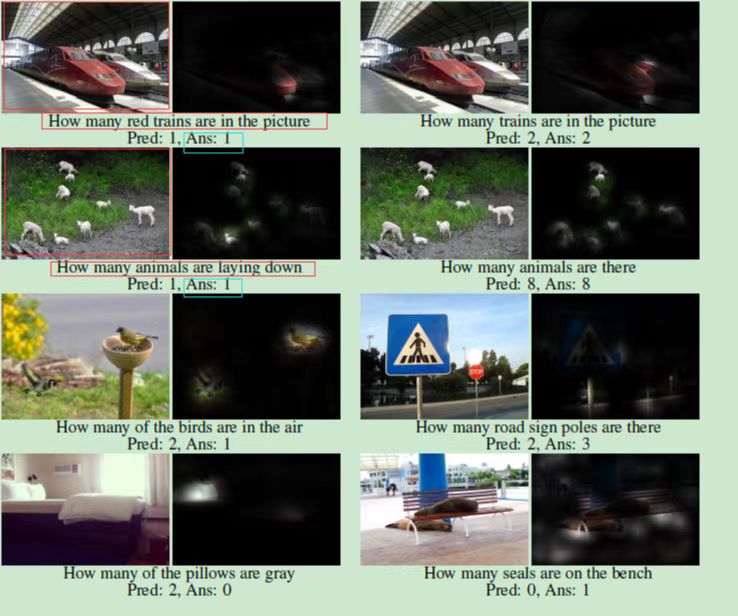 How many red trains are in the picture
Pred: 1, Ans: 1
How many trains are in the picture
Pred: 2, Ans: 2
How many animals are laying down
Pred: 1, Ans: 1
How many animals are there
Pred: 8, Ans: 8
STOP
How many of the birds are in the air
Pred: 2, Ans: 1
How many road sign poles are there
Pred: 2, Ans: 3
How many of the pillows are gray
Pred: 2, Ans: 0
How many seals are on the bench
Pred: 0, Ans: 1